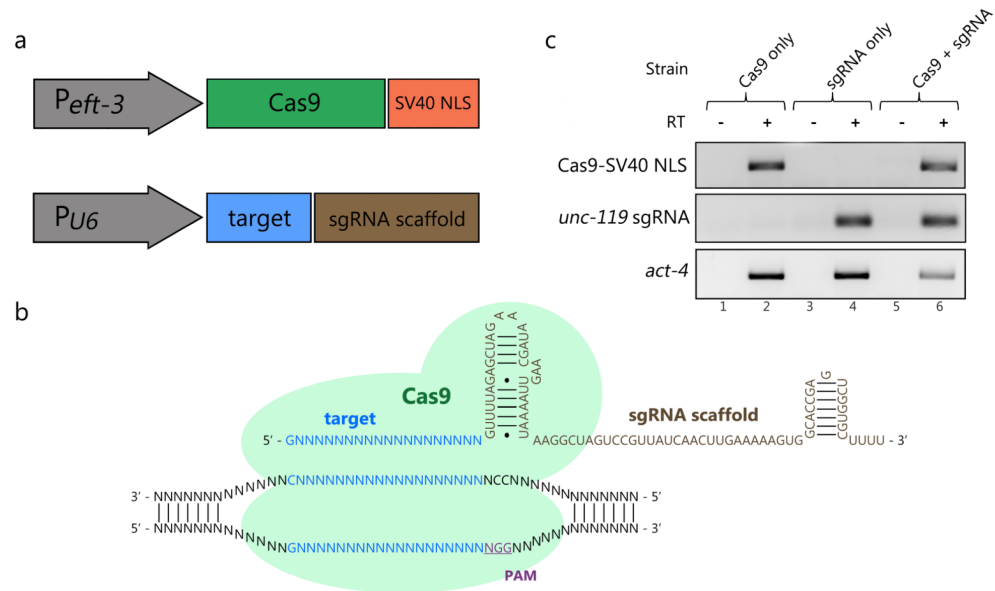 a
Peft-3
Cas9
SV40 NLS
PU6
target
sgRNA scaffold
c
Strain
Cas9 only
sgRNA only
Cas9 + sgRNA
RT
- + - + - +
Cas9-SV40 NLS
unc-119 sgRNA
act-4
1 2 3 4 5 6
b
Cas9
target
sgRNA scaffold
A A
GUUUUAGAGCUAG
CGAUA
GAA
UAAAAUU
5′ - GNNNNNNNNNNNNNNNNNNN
AAGGCUAGUCCGUUAUCAACUUGAAAAAGUG
GCACCGA
G
CGUGGCU
UUUU - 3′
3′ - NNNNNNNNNNNNCNNNNNNNNNNNNNNNNNNNNCCNNNNNNNNNNNN - 5′
5′ - NNNNNNNNNNNNGNNNNNNNNNNNNNNNNNNNNGGNNNNNNNNNNNN - 3′
PAM